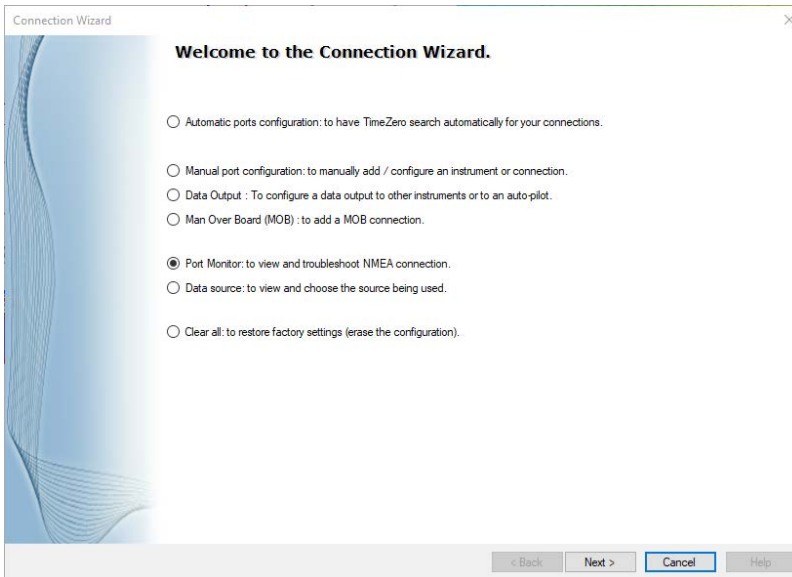 Connection Wizard
Welcome to the Connection Wizard.
Automatic ports configuration: to have TimeZero search automatically for your connections.
Manual port configuration: to manually add / configure an instrument or connection.
Data Output : To configure a data output to other instruments or to an auto-pilot.
Man Over Board (MOB) : to add a MOB connection.
Port Monitor: to view and troubleshoot NMEA connection.
Data source: to view and choose the source being used.
Clear all: to restore factory settings (erase the configuration).
< Back Next > Cancel Help